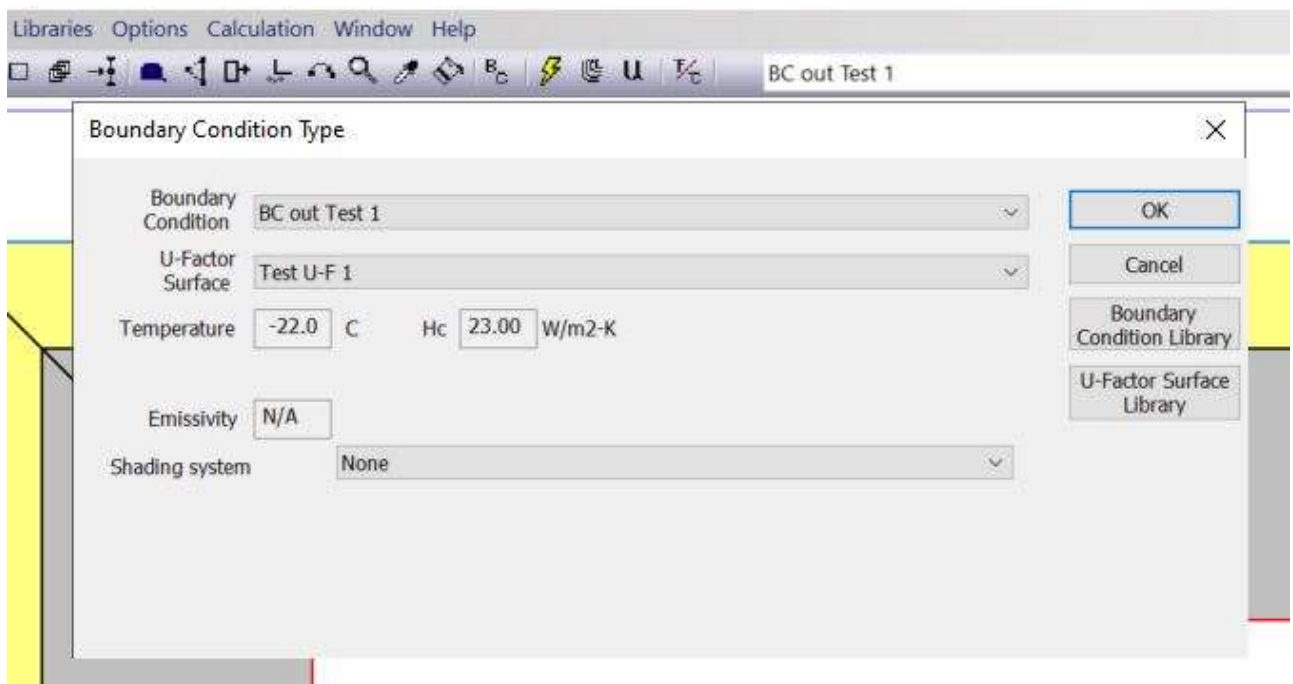 Libraries Options Calculation Window Help
BC U T/C BC out Test 1
Boundary Condition Type
Boundary
Condition BC out Test 1
OK
U-Factor
Surface Test U-F 1
Cancel
Temperature -22.0 C Hc 23.00 W/m2-K
Boundary
Condition Library
U-Factor Surface
Library
Emissivity N/A
Shading system None